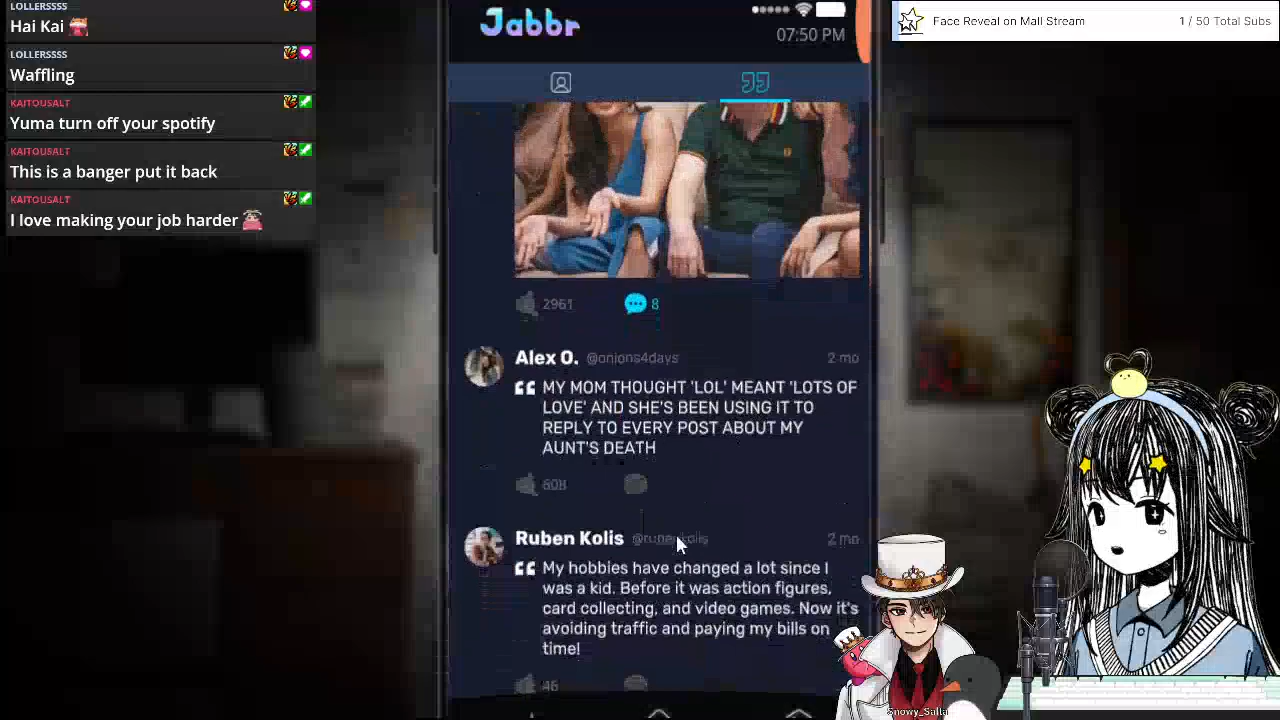 LOLLERSSSS
Hai Kai
LOLLERSSSS
Waffling
KAITOUSALT
Yuma turn off your spotify
KAITOUSALT
This is a banger put it back
KAITOUSALT
I love making your job harder
Jabbr
07:50 PM
2961
8
Alex O. @onions4days 2 mo
MY MOM THOUGHT 'LOL' MEANT 'LOTS OF
LOVE' AND SHE'S BEEN USING IT TO
REPLY TO EVERY POST ABOUT MY
AUNT'S DEATH
Ruben Kolis 2 mo
My hobbies have changed a lot since I
was a kid. Before it was action figures,
card collecting, and video games. Now it's
avoiding traffic and paying my bills on
time!
46
Face Reveal on Mall Stream 1 / 50 Total Subs